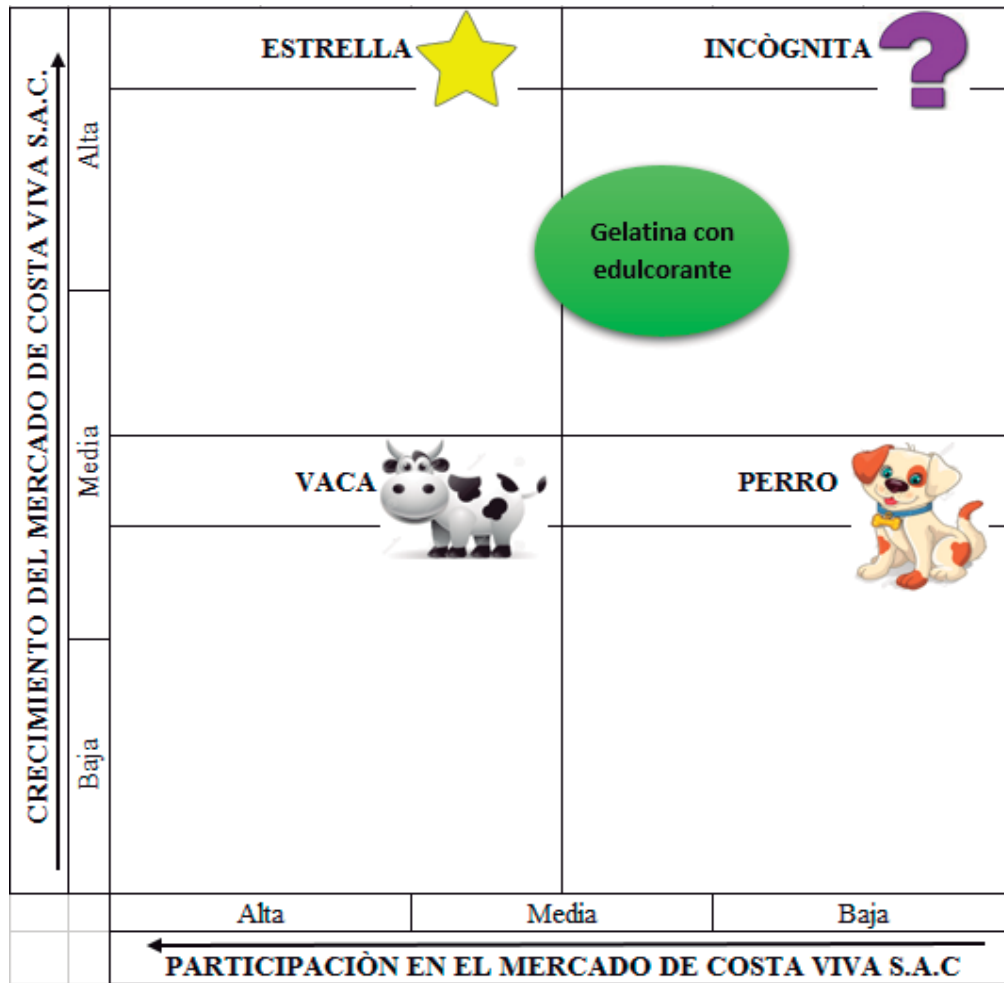 ESTRELLA
INCÒGNITA
?
CRECIMIENTO DEL MERCADO DE COSTA VIVA S.A.C.
Alta
Media
Baja
Gelatina con
edulcorante
VACA
PERRO
Alta
Media
Baja
PARTICIPACIÒN EN EL MERCADO DE COSTA VIVA S.A.C